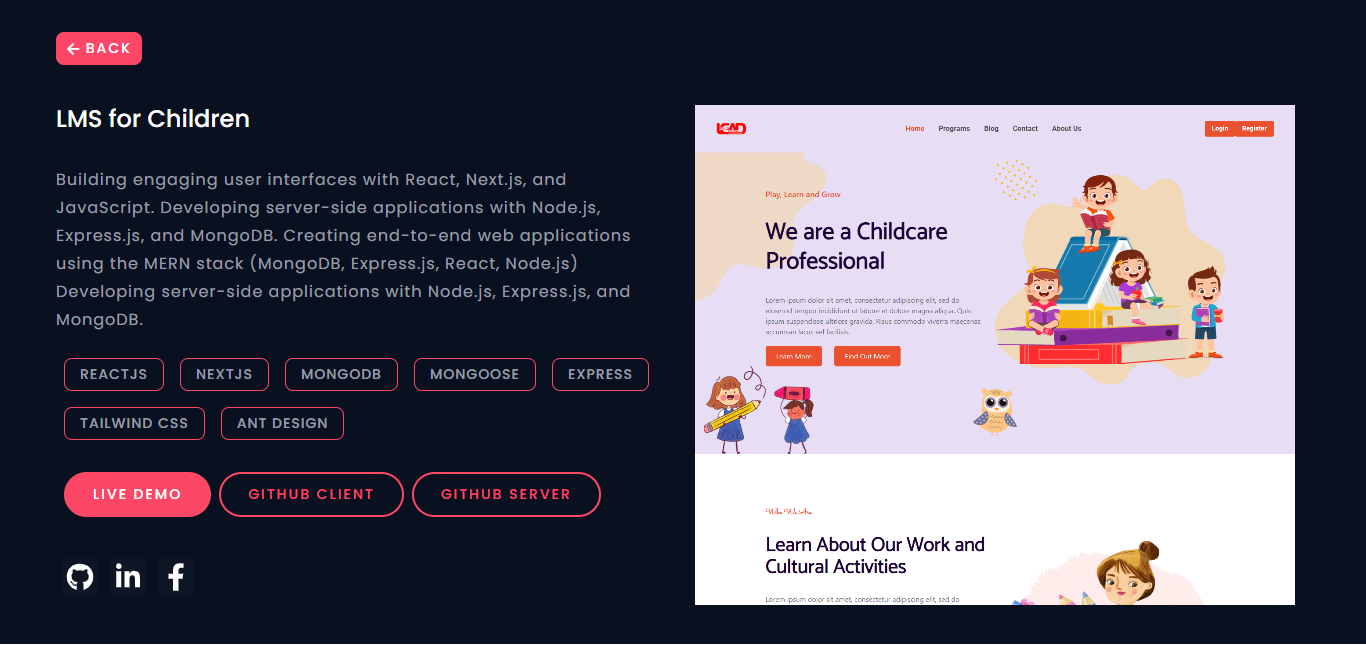 BACK
LMS for Children
Building engaging user interfaces with React, Next.js, and
JavaScript. Developing server-side applications with Node.js,
Express.js, and MongoDB. Creating end-to-end web applications
using the MERN stack (MongoDB, Express.js, React, Node.js)
Developing server-side applications with Node.js, Express.js, and
MongoDB.
REACTJS NEXTJS MONGODB MONGOOSE EXPRESS
TAILWIND CSS ANT DESIGN
LIVE DEMO GITHUB CLIENT GITHUB SERVER
LEAD
Home Programs Blog Contact About Us Login Register
Play, Learn and Grow
We are a Childcare
Professional
Lorem ipsum dolor sit amet, consectetur adipiscing elit, sed do
eiusmod tempor incididunt ut labore et dolore magna aliqua. Quis
ipsum suspendisse ultrices gravida. Risus commodo viverra maecenas
accumsan lacus vel facilisis.
Learn More Find Out More
Who We Are
Learn About Our Work and
Cultural Activities
Lorem ipsum dolor sit amet, consectetur adipiscing elit, sed do